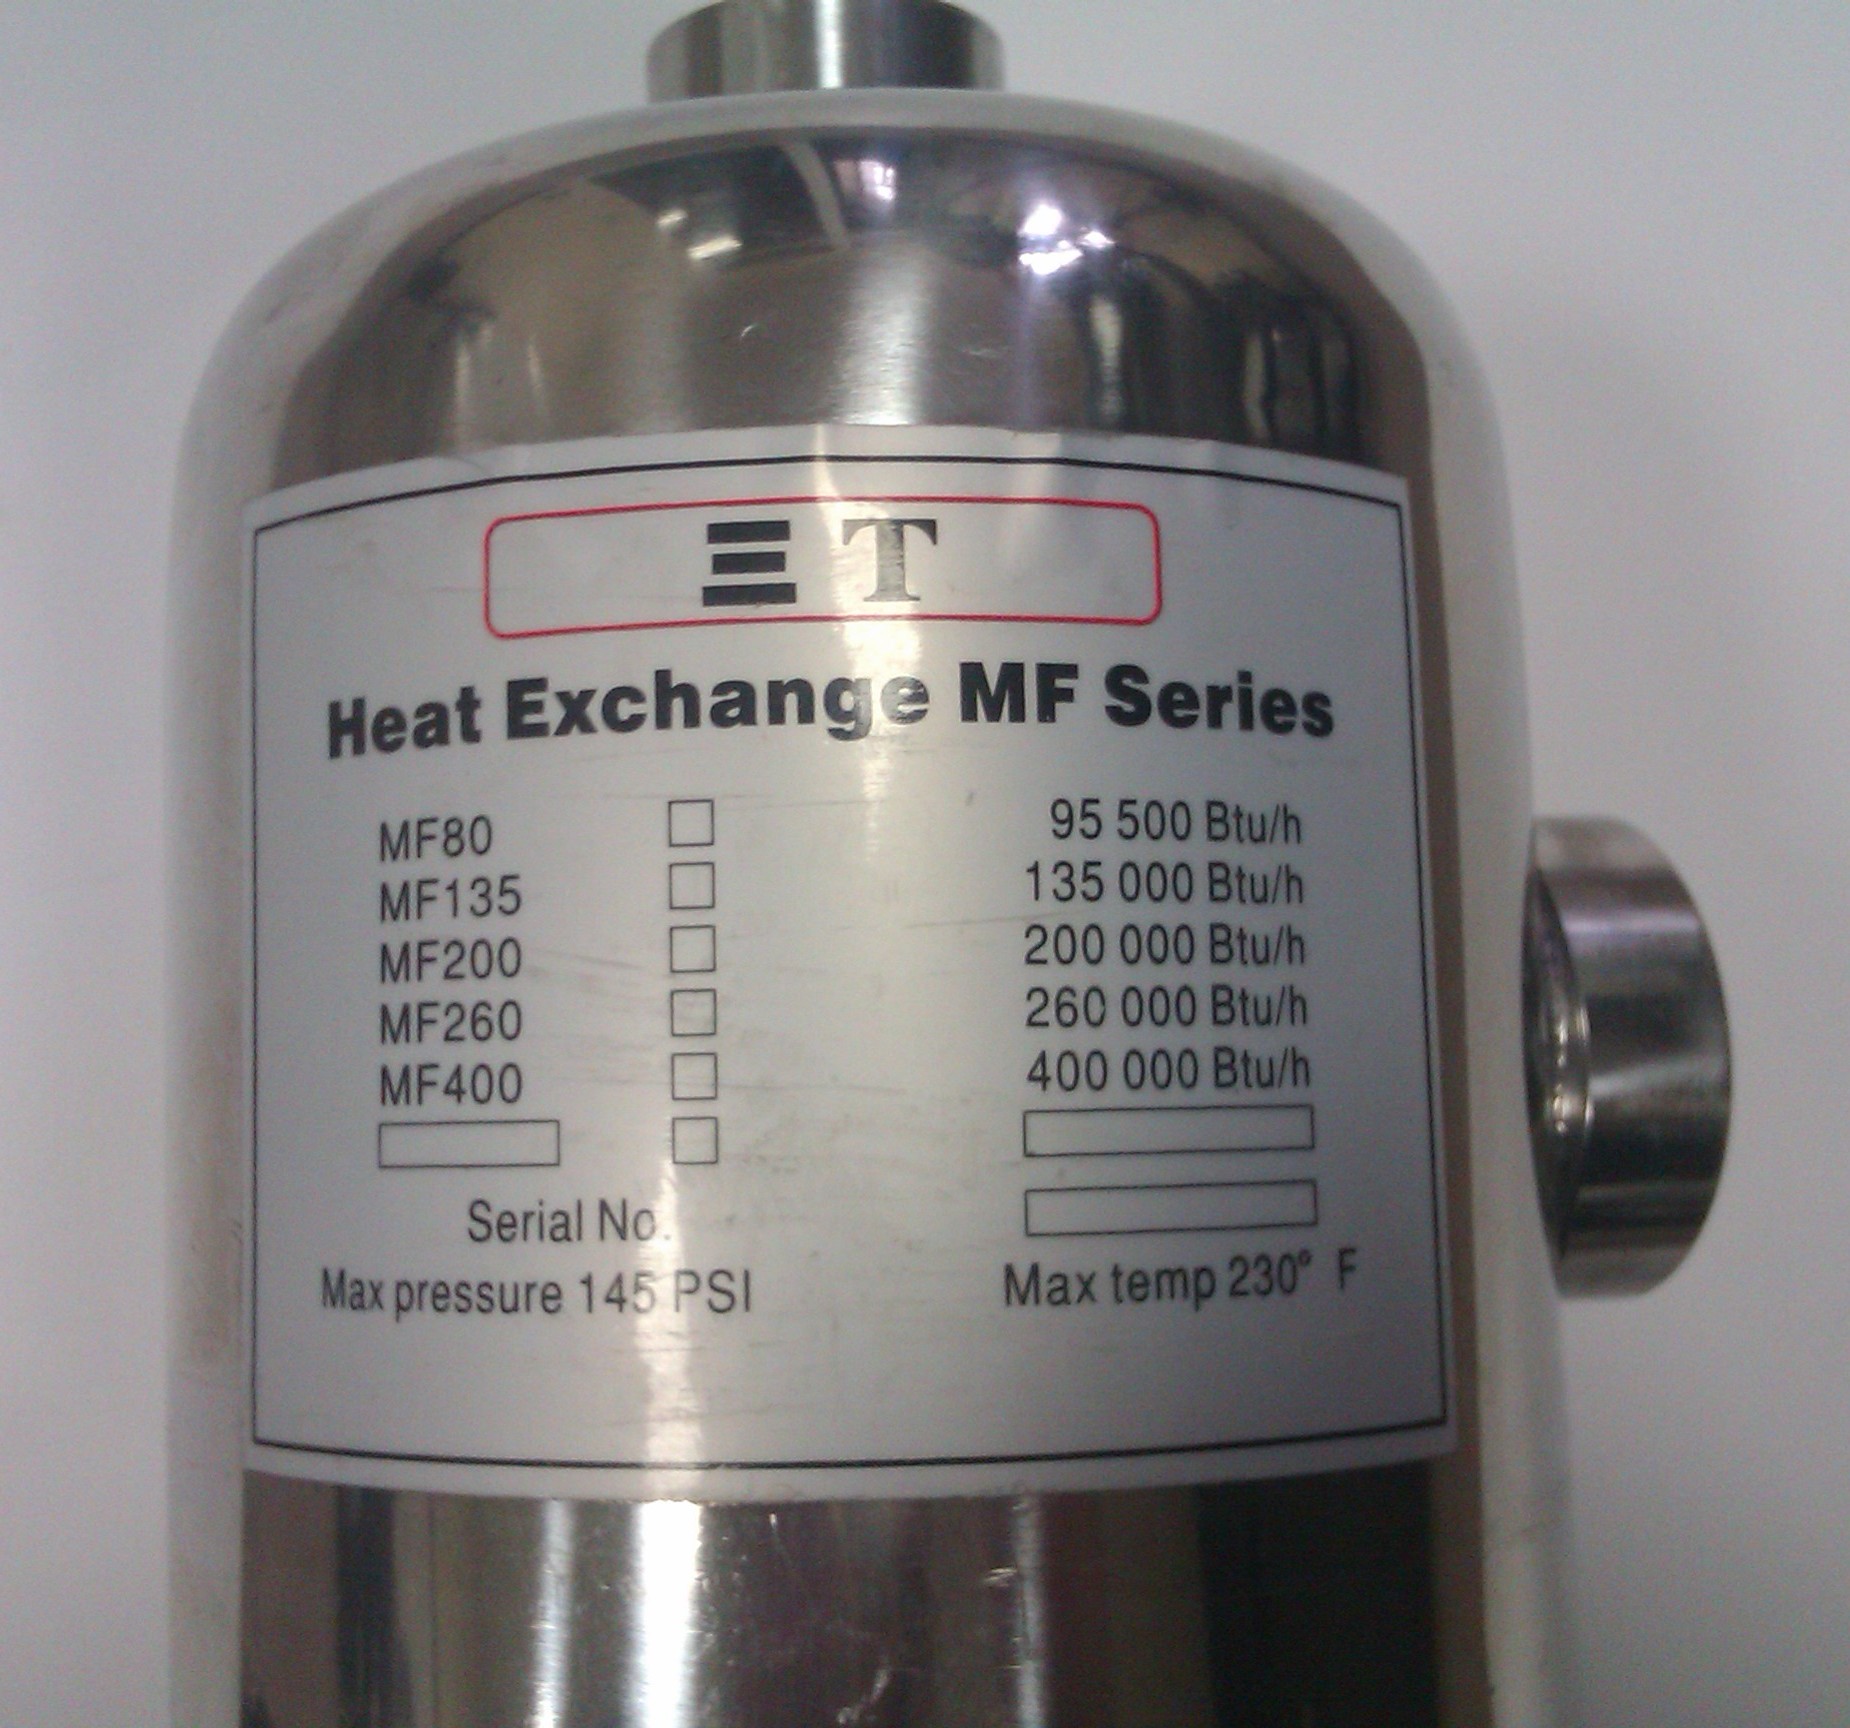 ΞT
Heat Exchange MF Series
MF80 95 500 Btu/h
MF135 135 000 Btu/h
MF200 200 000 Btu/h
MF260 260 000 Btu/h
MF400 400 000 Btu/h
Serial No.
Max pressure 145 PSI Max temp 230° F